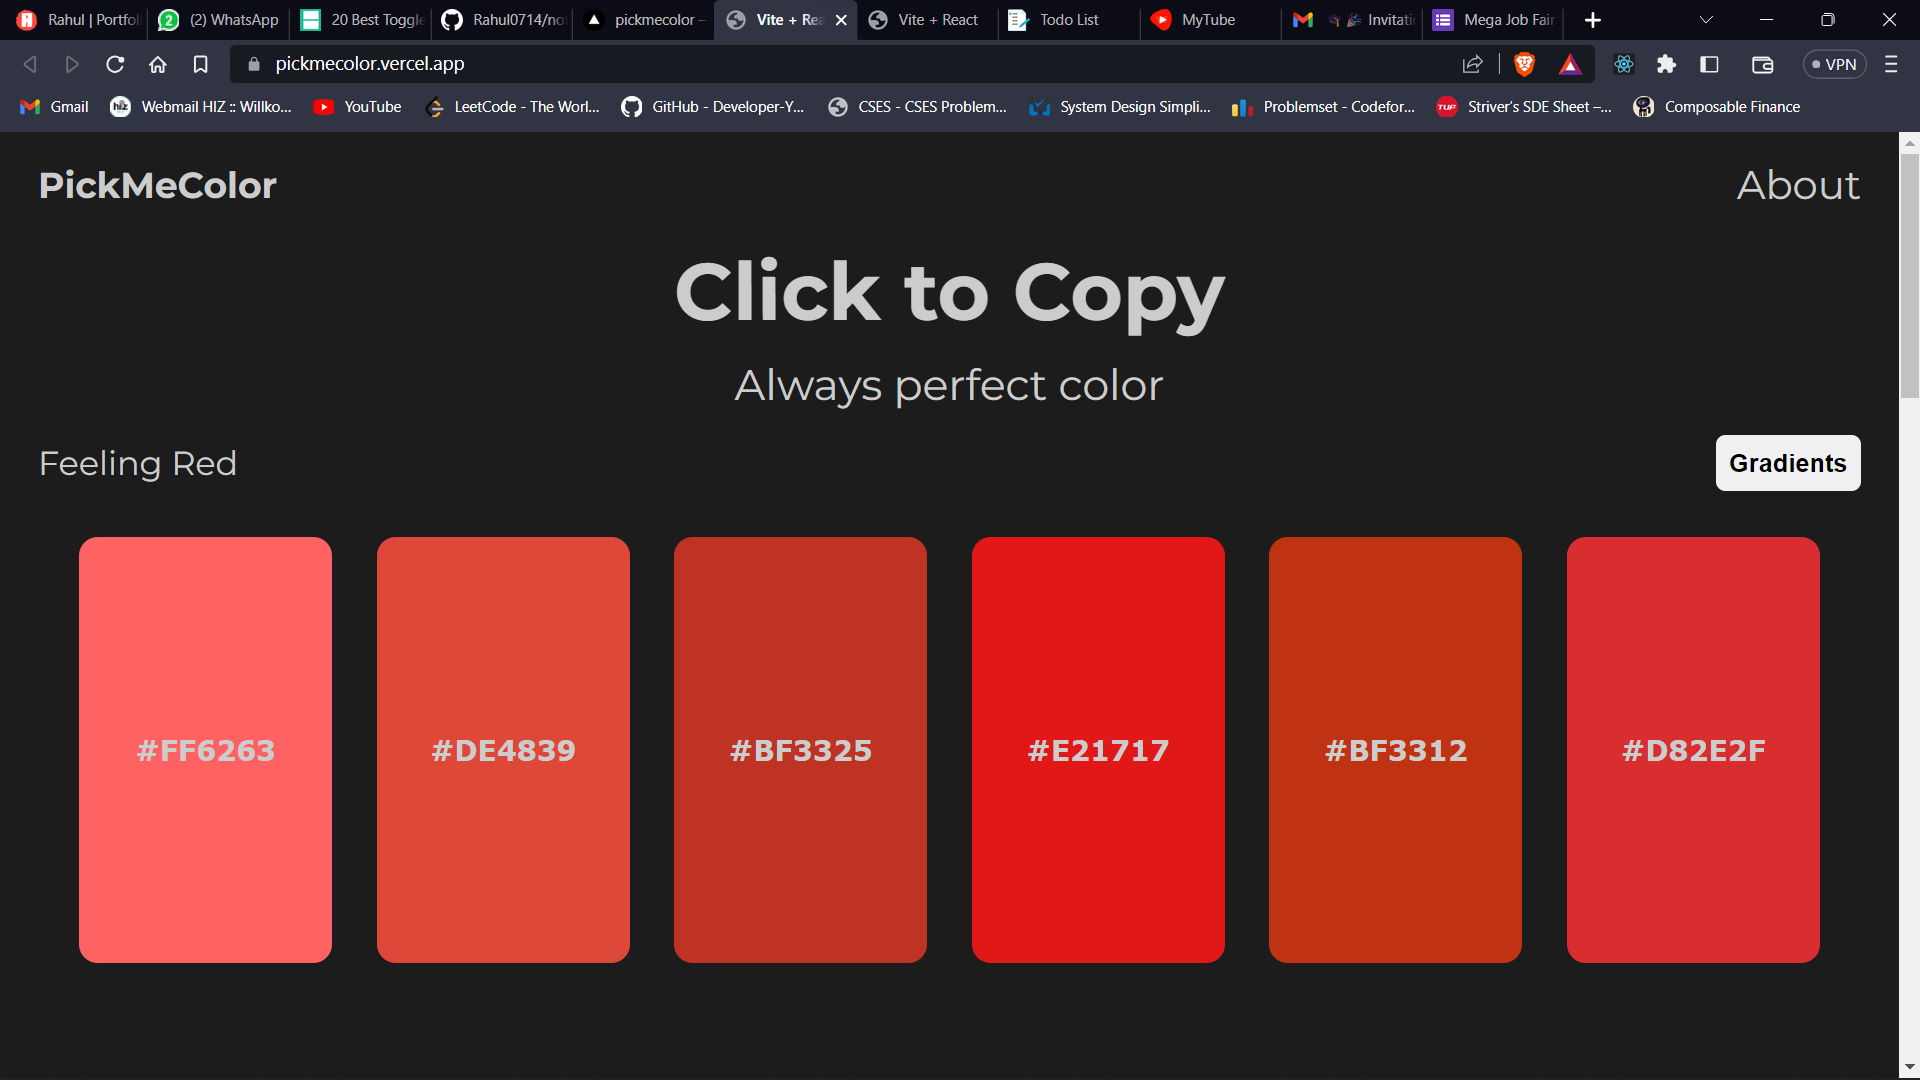 Rahul | Portfol
(2) WhatsApp
20 Best Toggle
Rahul0714/not
pickmecolor –
Vite + Rea
Vite + React
Todo List
MyTube
Invitati
Mega Job Fair
pickmecolor.vercel.app
VPN
Gmail
Webmail HIZ :: Willko...
YouTube
LeetCode - The Worl...
GitHub - Developer-Y...
CSES - CSES Problem...
System Design Simpli...
Problemset - Codefor...
TUF
Striver's SDE Sheet –...
Composable Finance
PickMeColor
About
Click to Copy
Always perfect color
Feeling Red
Gradients
#FF6263
#DE4839
#BF3325
#E21717
#BF3312
#D82E2F